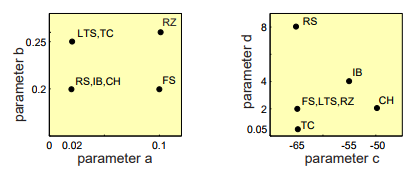 parameter b
0.25
0.2
LTS,TC
RZ
RS,IB,CH
FS
0 0.02 0.1
parameter a
parameter d
8
4
2
0.05
RS
IB
FS,LTS,RZ
CH
TC
-65 -55 -50
parameter c